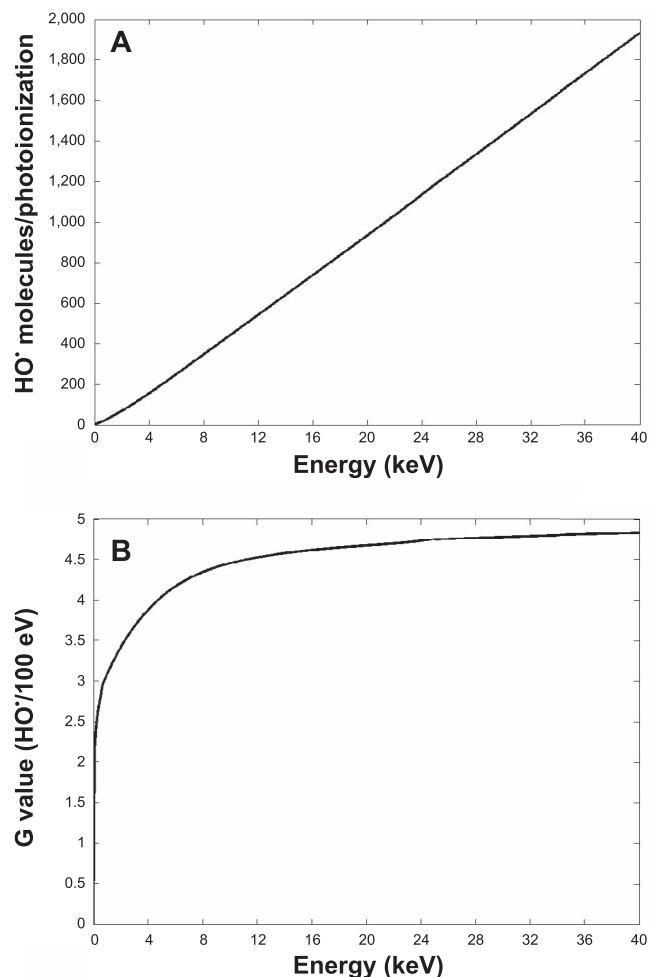 A
HO• molecules/photoionization
2,000
1,800
1,600
1,400
1,200
1,000
800
600
400
200
0
0 4 8 12 16 20 24 28 32 36 40
Energy (keV)
B
G value (HO•/100 eV)
5
4.5
4
3.5
3
2.5
2
1.5
1
0.5
0
0 4 8 12 16 20 24 28 32 36 40
Energy (keV)